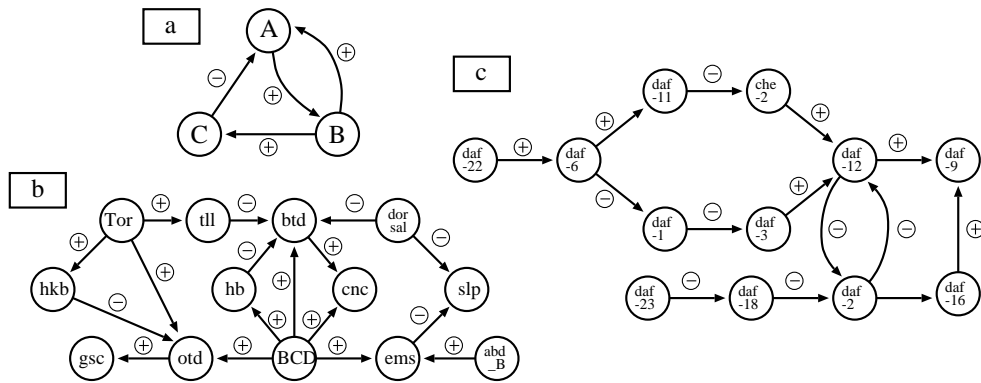 a
A
−
+
+
C
B
+
b
Tor
+
tll
−
btd
−
dor
sal
+
+
−
+
−
hkb
−
hb
+
cnc
slp
+
+
−
gsc
+
otd
+
BCD
+
ems
+
abd
_B
c
daf
-11
−
che
-2
+
+
daf
-22
+
daf
-6
daf
-12
+
daf
-9
−
+
daf
-1
−
daf
-3
−
−
+
daf
-23
−
daf
-18
−
daf
-2
daf
-16